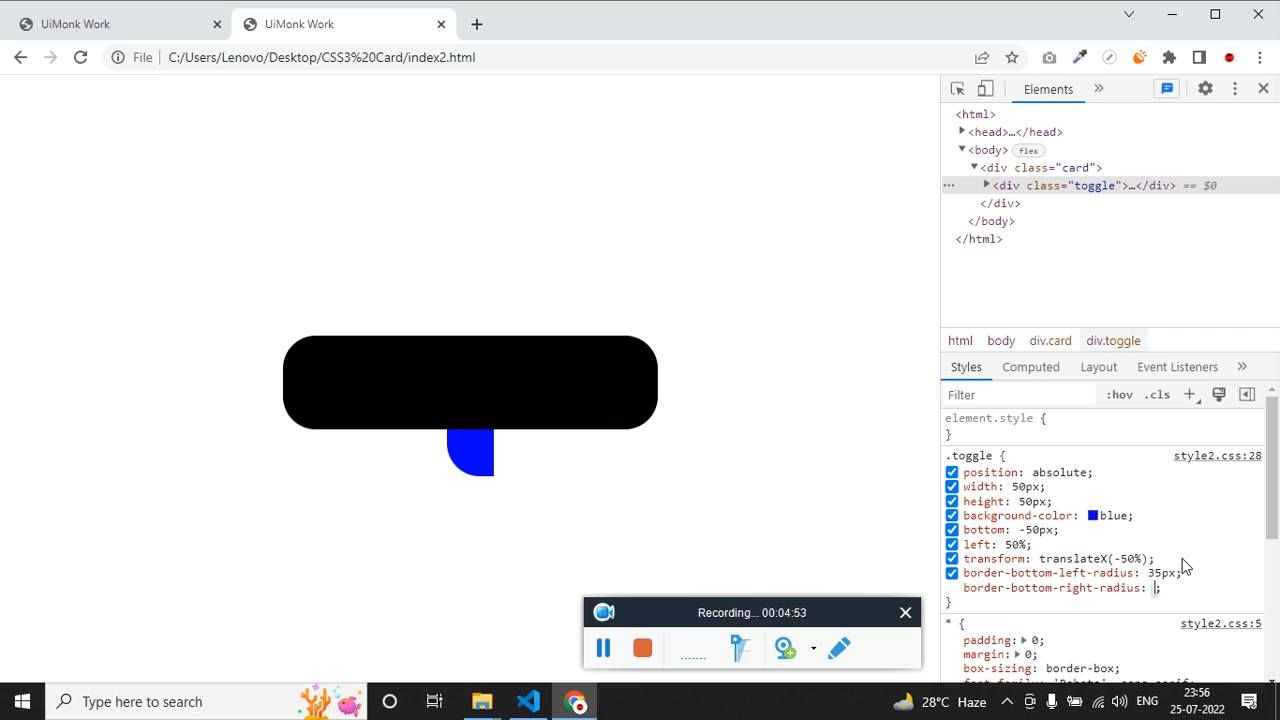 UiMonk Work
UiMonk Work
File C:/Users/Lenovo/Desktop/CSS3%20Card/index2.html
Elements
<html>
<head>…</head>
<body> flex
<div class="card">
<div class="toggle">…</div> == $0
</div>
</body>
</html>
html body div.card div.toggle
Styles Computed Layout Event Listeners
Filter :hov .cls
element.style {
}
.toggle { style2.css:28
position: absolute;
width: 50px;
height: 50px;
background-color: blue;
bottom: -50px;
left: 50%;
transform: translateX(-50%);
border-bottom-left-radius: 35px;
border-bottom-right-radius: ;
}
* { style2.css:5
padding: 0;
margin: 0;
box-sizing: border-box;
font-family: 'Roboto', sans-serif;
Recording... 00:04:53
Type here to search
28°C Haze
ENG
23:56
25-07-2022